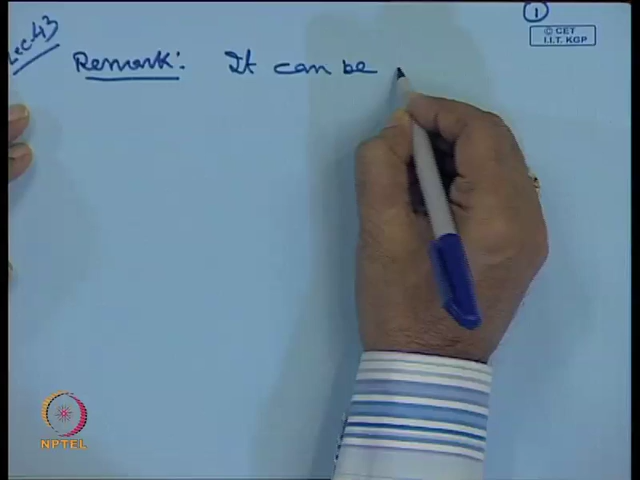 Lec-43
①
© CET
I.I.T. KGP
Remark: It can be
NPTEL